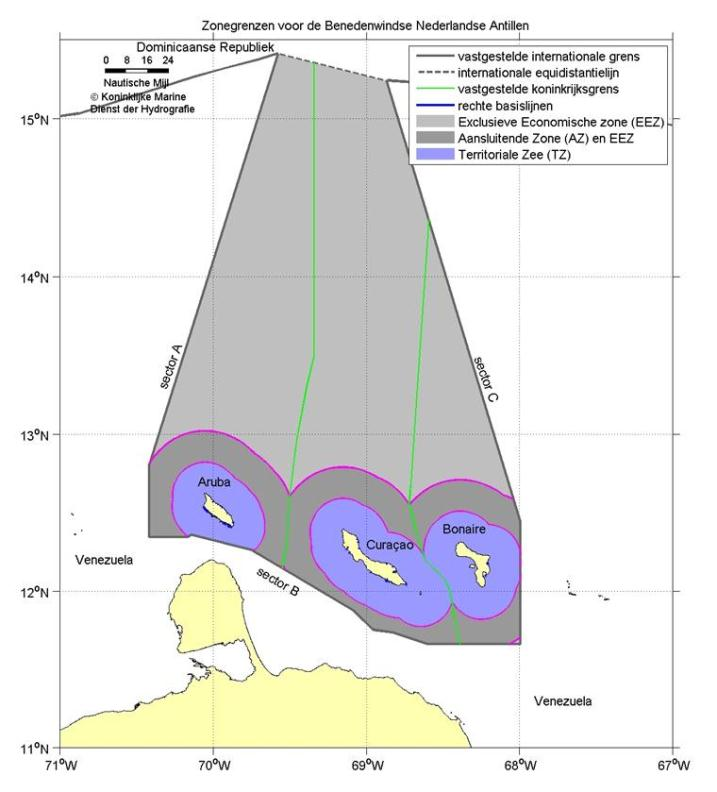 Zonegrenzen voor de Benedenwindse Nederlandse Antillen
Dominicaanse Republiek
0 8 16 24
Nautische Mijl
© Koninklijke Marine
Dienst der Hydrografie
vastgestelde internationale grens
internationale equidistantielijn
vastgestelde koninkrijksgrens
rechte basislijnen
Exclusieve Economische zone (EEZ)
Aansluitende Zone (AZ) en EEZ
Territoriale Zee (TZ)
15°N
14°N
sector A
sector C
13°N
Aruba
Bonaire
Curaçao
Venezuela
12°N
sector B
Venezuela
11°N
71°W
70°W
69°W
68°W
67°W